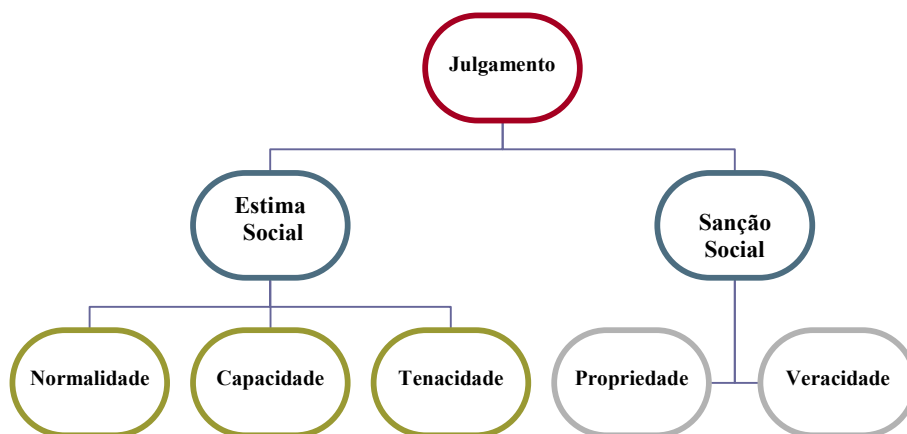 Julgamento
Estima
Social
Sanção
Social
Normalidade
Capacidade
Tenacidade
Propriedade
Veracidade